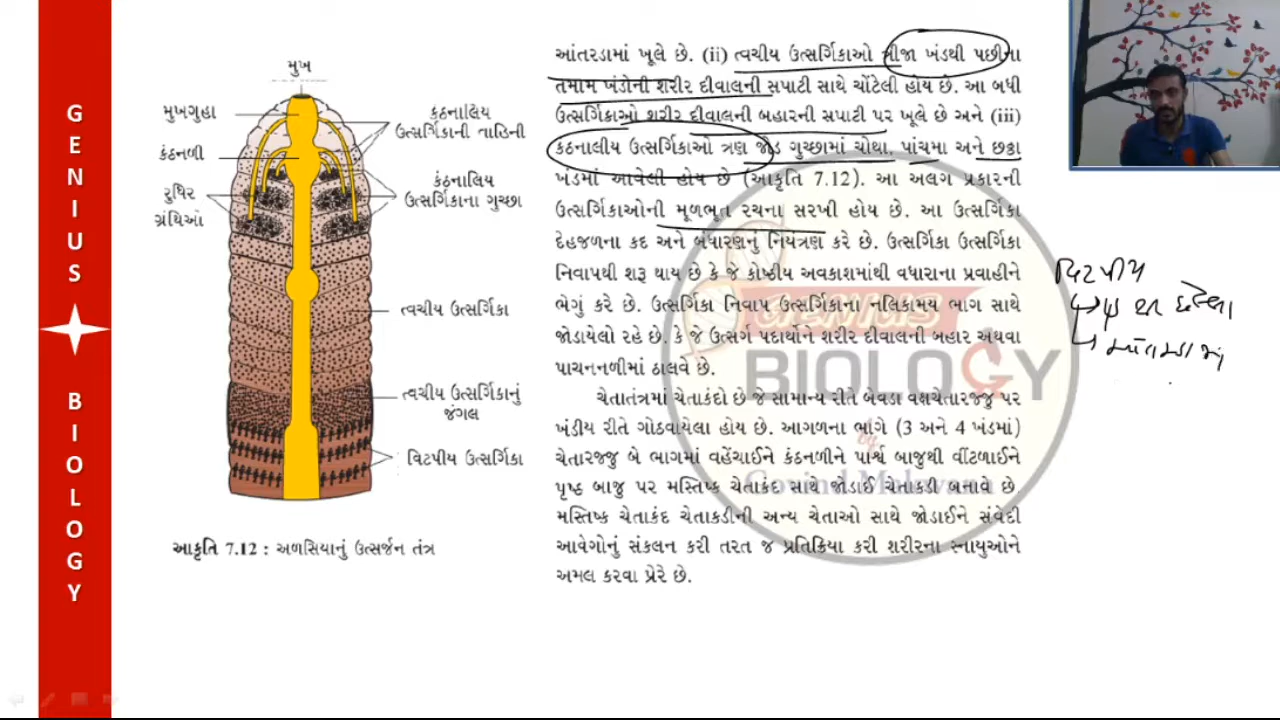 GENIUS
BIOLOGY
મુખ
મુખગુહા
કંઠનળી
રુધિર
ગ્રંથિઓ
કંઠનાલિય
ઉત્સર્ગિકાની નાઢિની
કંઠનાલિય
ઉત્સર્ગિકાના ગુચ્છા
ત્વચીય ઉત્સર્ગિકા
ત્વચીય ઉત્સર્ગિકાનું
જંગલ
વિટપીય ઉત્સર્ગિકા
આકૃતિ 7.12 : અળસિયાનું ઉત્સર્જન તંત્ર
આંતરડામાં ખૂલે છે. (ii) ત્વચીય ઉત્સર્ગિકાઓ ત્રીજા ખંડથી પછીના
તમામ ખંડોની શરીર દીવાલની સપાટી સાથે ચોંટેલી હોય છે. આ બધી
ઉત્સર્ગિકાઓ શરીર દીવાલની બહારની સપાટી પર ખૂલે છે અને (iii)
કંઠનાલીય ઉત્સર્ગિકાઓ ત્રણ જોડ ગુચ્છામાં ચોથા, પાંચમા અને છઠ્ઠા
ખંડમાં આવેલી હોય છે (આકૃતિ 7.12). આ અલગ પ્રકારની
ઉત્સર્ગિકાઓની મૂળભૂત રચના સરખી હોય છે. આ ઉત્સર્ગિકા
દેહજળના કદ અને બંધારણનું નિયંત્રણ કરે છે. ઉત્સર્ગિકા ઉત્સર્ગિકા
નિવાપથી શરૂ થાય છે કે જે કોષ્ઠીય અવકાશમાંથી વધારાના પ્રવાહીને
ભેગું કરે છે. ઉત્સર્ગિકા નિવાપ ઉત્સર્ગિકાના નલિકામય ભાગ સાથે
જોડાયેલો રહે છે. કે જે ઉત્સર્ગ પદાર્થોને શરીર દીવાલની બહાર અથવા
પાચનનળીમાં ઠાલવે છે.
ચેતાતંત્રમાં ચેતાકંદો છે જે સામાન્ય રીતે બેવડા વક્ષચેતારજ્જુ પર
ખંડીય રીતે ગોઠવાયેલા હોય છે. આગળના ભાગે (3 અને 4 ખંડમાં)
ચેતારજ્જુ બે ભાગમાં વહેંચાઈને કંઠનળીને પાર્શ્વ બાજુથી વીંટળાઈને
પૃષ્ઠ બાજુ પર મસ્તિષ્ક ચેતાકંદ સાથે જોડાઈ ચેતાકડી બનાવે છે.
મસ્તિષ્ક ચેતાકંદ ચેતાકડીની અન્ય ચેતાઓ સાથે જોડાઈને સંવેદી
આવેગોનું સંકલન કરી તરત જ પ્રતિક્રિયા કરી શરીરના સ્નાયુઓને
અમલ કરવા પ્રેરે છે.
GENIUS
BIOLOGY
by
Govind Malavana
વિટપીય